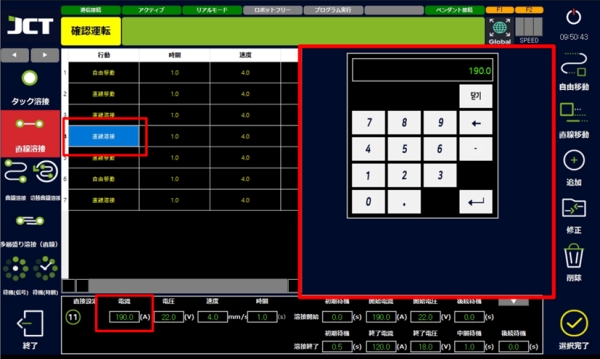 通信接続 アクティブ リアルモード ロボットフリー プログラム実行 ペンダント接続 F1 F2
JCT 確認運転 Global SPEED 09:50:43
行動 時間 速度
1 自由移動 1.0 4.0
2 直線移動 1.0 4.0
3 直線溶接 1.0 4.0
4 直線溶接 1.0 4.0
5 直線移動 1.0 4.0
6 自由移動 1.0 4.0
7 直線溶接 1.0 4.0
タック溶接
直線溶接
曲線溶接
多層盛り溶接 (直線)
待機(信号) 待機(時間)
終了
190.0
닫기
7 8 9 ←
4 5 6 -
1 2 3
0 .
自由移動
直線移動
追加
修正
削除
選択完了
直接設定 電流 電圧 速度 時間
11 190.0 (A) 22.0 (V) 4.0 mm/s 1.0 (s)
初期待機 開始電流 開始電圧 後続待機
溶接開始 0.0 (s) 190.0 (A) 22.0 (V) 0.0 (s)
初期待機 終了電流 終了電圧 中間待機 後続待機
溶接終了 0.5 (s) 120.0 (A) 18.0 (V) 1.0 (s) 0.0 (s)